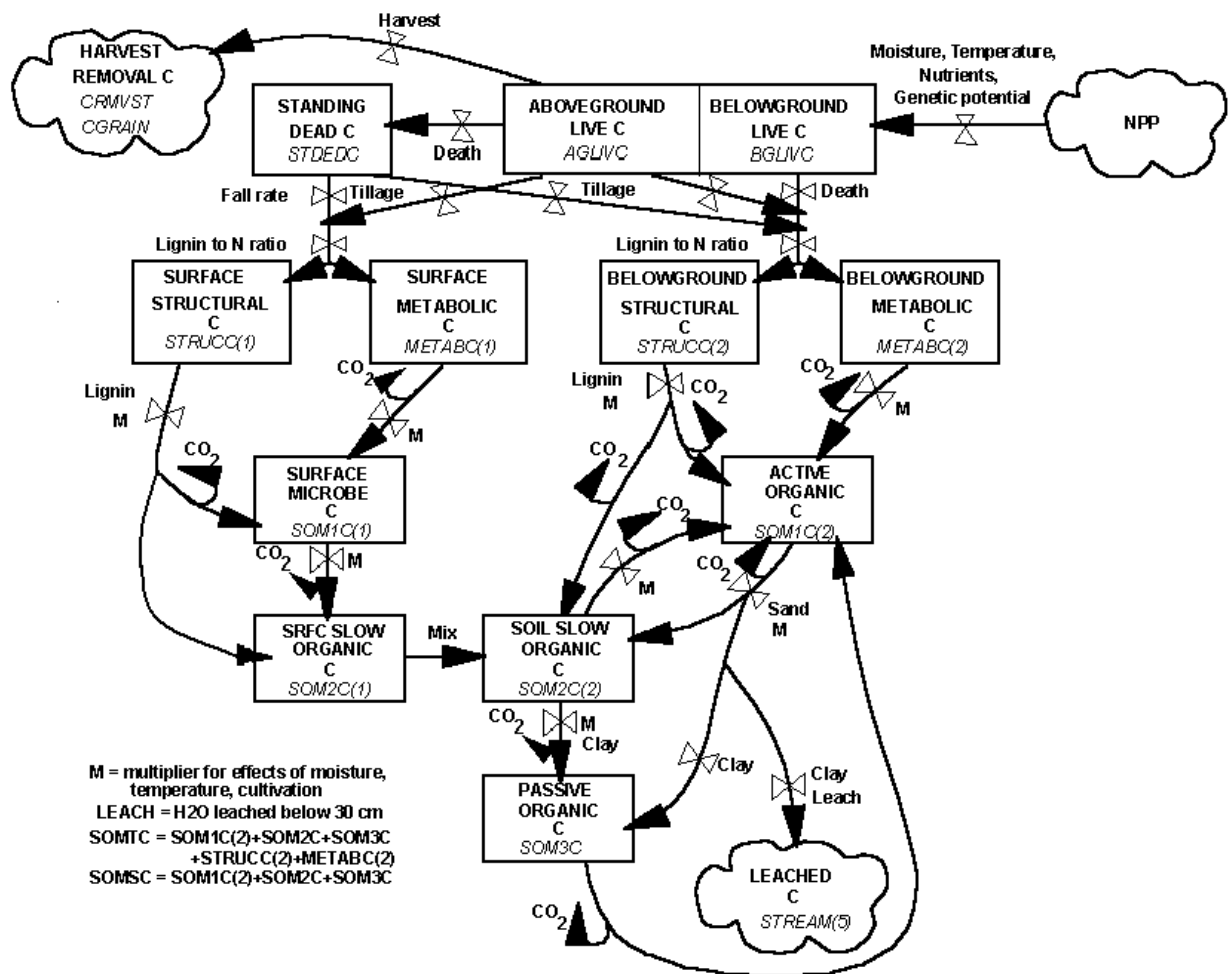 Harvest
HARVEST
REMOVAL C
CRMVST
CGRAIN
Moisture, Temperature,
Nutrients,
Genetic potential
NPP
STANDING
DEAD C
STDEDC
Death
ABOVEGROUND
LIVE C
AGLIVC
BELOWGROUND
LIVE C
BGLIVC
Fall rate
Tillage
Tillage
Death
Lignin to N ratio
Lignin to N ratio
SURFACE
STRUCTURAL
C
STRUCC(1)
SURFACE
METABOLIC
C
METABC(1)
BELOWGROUND
STRUCTURAL
C
STRUCC(2)
BELOWGROUND
METABOLIC
C
METABC(2)
Lignin
M
CO2
M
Lignin
M
CO2
CO2
M
CO2
SURFACE
MICROBE
C
SOM1C(1)
CO2
CO2
ACTIVE
ORGANIC
C
SOM1C(2)
CO2
M
M
CO2
Sand
M
SRFC SLOW
ORGANIC
C
SOM2C(1)
Mix
SOIL SLOW
ORGANIC
C
SOM2C(2)
CO2
M
Clay
Clay
Clay
Leach
PASSIVE
ORGANIC
C
SOM3C
CO2
LEACHED
C
STREAM(5)
M = multiplier for effects of moisture,
temperature, cultivation
LEACH = H2O leached below 30 cm
SOMTC = SOM1C(2)+SOM2C+SOM3C
+STRUCC(2)+METABC(2)
SOMSC = SOM1C(2)+SOM2C+SOM3C